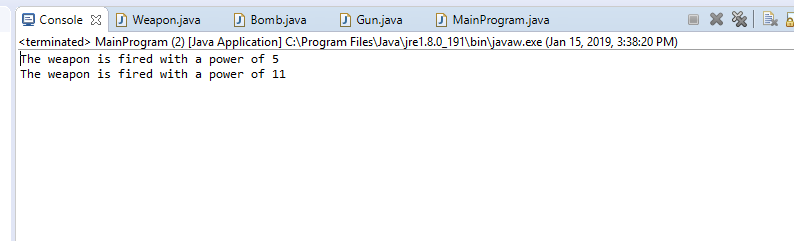 Console Weapon.java Bomb.java Gun.java MainProgram.java
<terminated> MainProgram (2) [Java Application] C:\Program Files\Java\jre1.8.0_191\bin\javaw.exe (Jan 15, 2019, 3:38:20 PM)
The weapon is fired with a power of 5
The weapon is fired with a power of 11